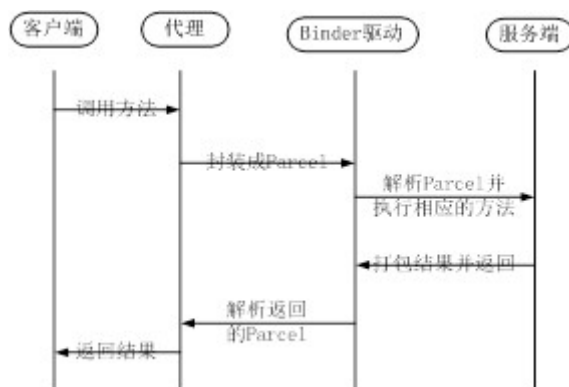 客户端
代理
Binder驱动
服务端
调用方法
封装成Parcel
解析Parcel并
执行相应的方法
打包结果并返回
解析返回
的Parcel
返回结果